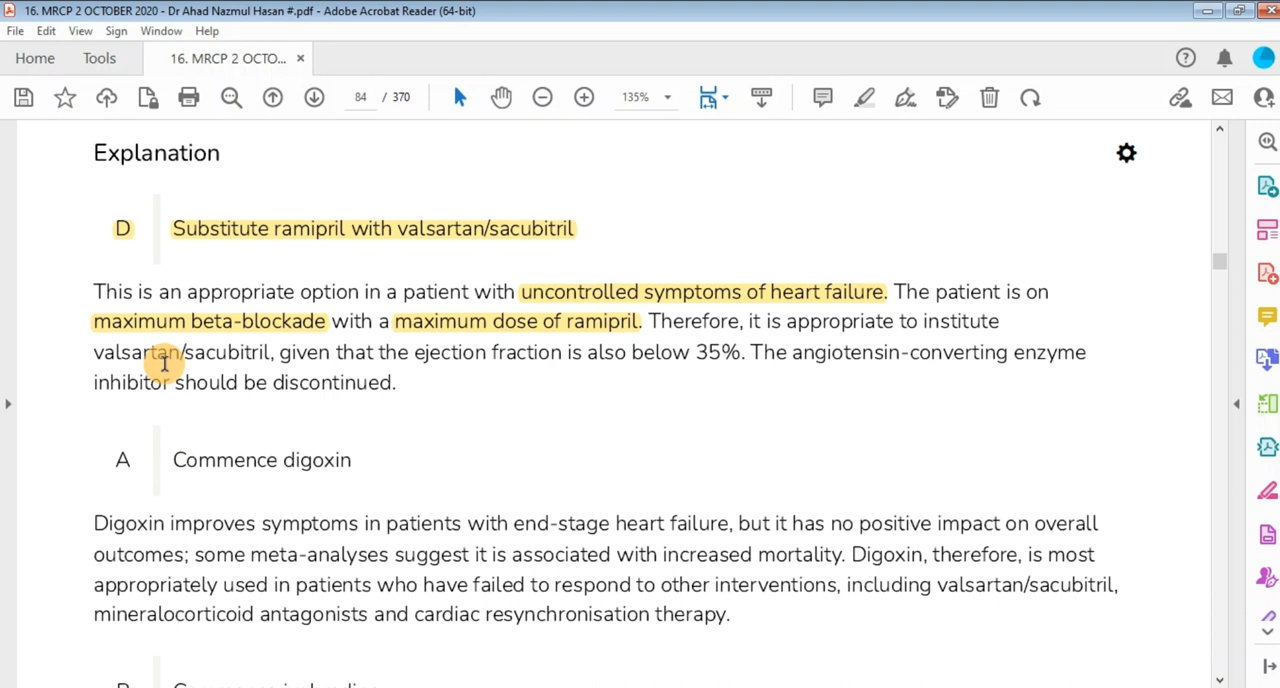 16. MRCP 2 OCTOBER 2020 - Dr Ahad Nazmul Hasan #.pdf - Adobe Acrobat Reader (64-bit)
File Edit View Sign Window Help
Home Tools 16. MRCP 2 OCTO... ×
84 / 370 135%
Explanation
D Substitute ramipril with valsartan/sacubitril
This is an appropriate option in a patient with uncontrolled symptoms of heart failure. The patient is on
maximum beta-blockade with a maximum dose of ramipril. Therefore, it is appropriate to institute
valsartan/sacubitril, given that the ejection fraction is also below 35%. The angiotensin-converting enzyme
inhibitor should be discontinued.
A Commence digoxin
Digoxin improves symptoms in patients with end-stage heart failure, but it has no positive impact on overall
outcomes; some meta-analyses suggest it is associated with increased mortality. Digoxin, therefore, is most
appropriately used in patients who have failed to respond to other interventions, including valsartan/sacubitril,
mineralocorticoid antagonists and cardiac resynchronisation therapy.